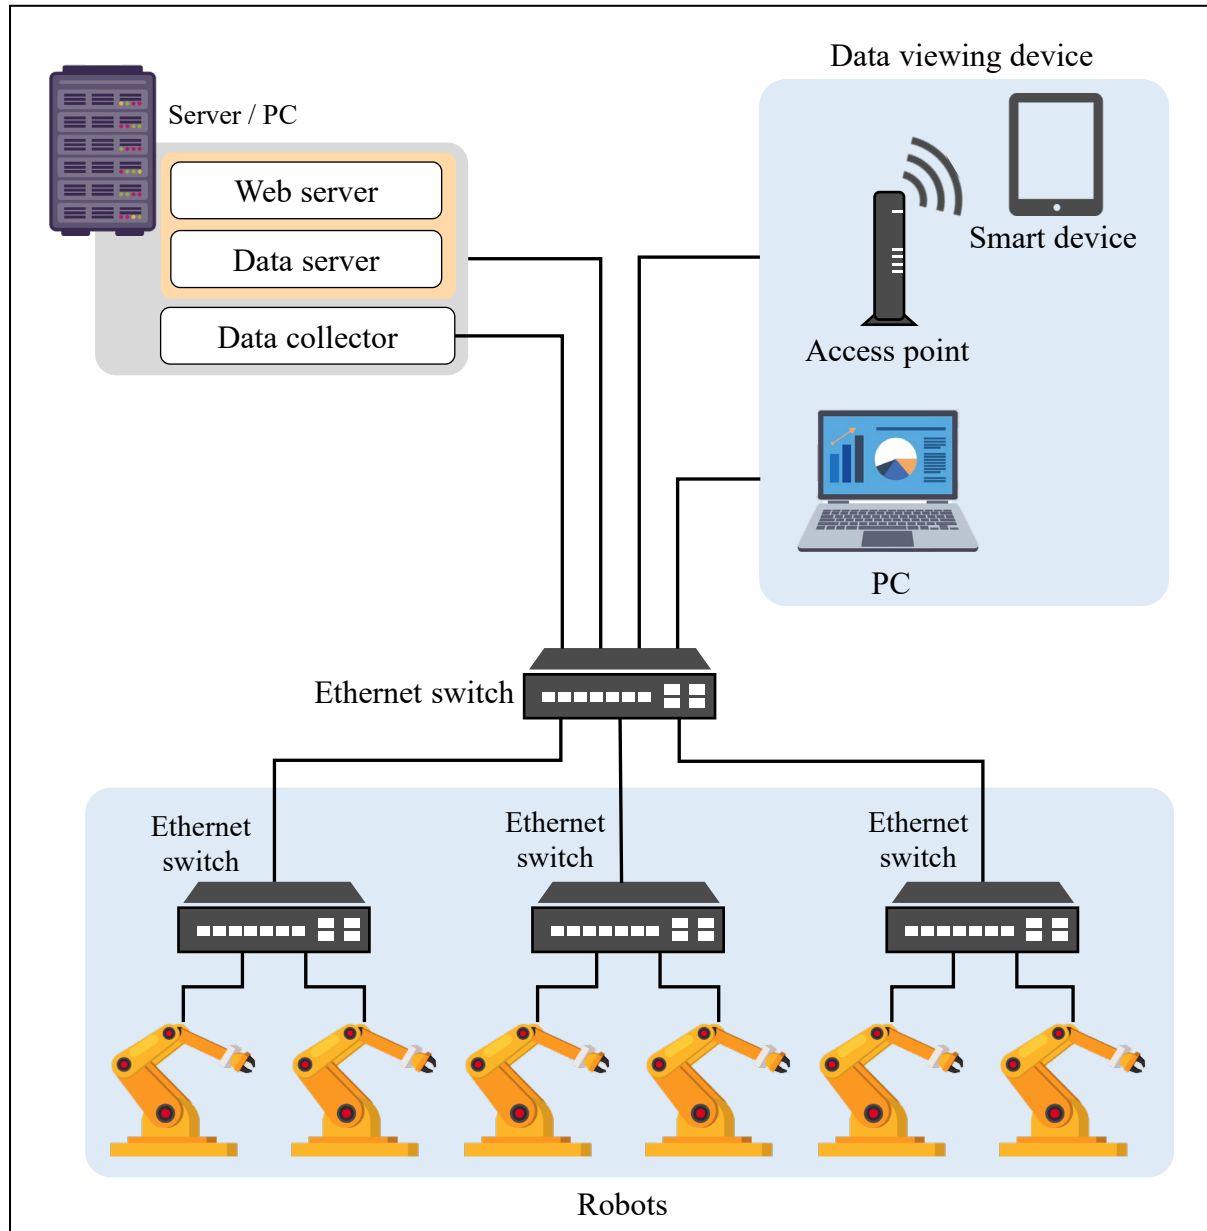 Data viewing device
Server / PC
Web server
Data server
Data collector
Smart device
Access point
PC
Ethernet switch
Ethernet
switch
Ethernet
switch
Ethernet
switch
Robots